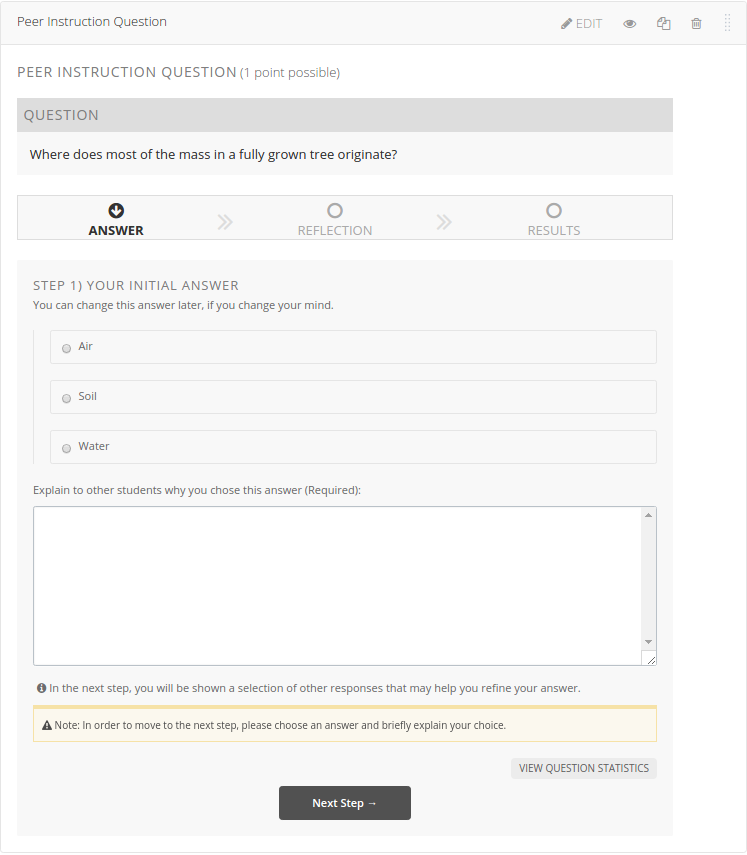 Peer Instruction Question EDIT
PEER INSTRUCTION QUESTION (1 point possible)
QUESTION
Where does most of the mass in a fully grown tree originate?
ANSWER REFLECTION RESULTS
STEP 1) YOUR INITIAL ANSWER
You can change this answer later, if you change your mind.
Air
Soil
Water
Explain to other students why you chose this answer (Required):
In the next step, you will be shown a selection of other responses that may help you refine your answer.
Note: In order to move to the next step, please choose an answer and briefly explain your choice.
VIEW QUESTION STATISTICS
Next Step →